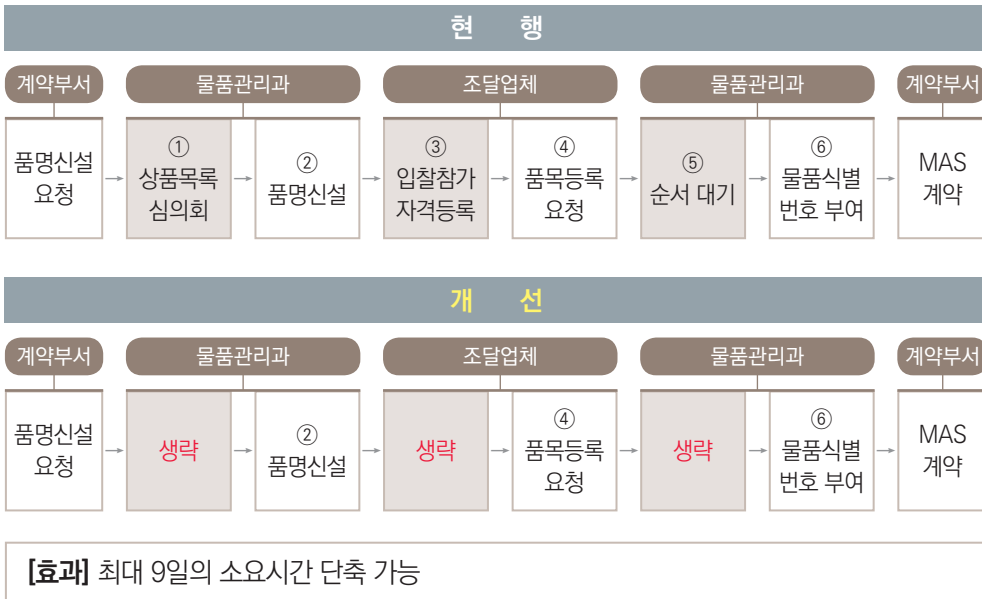 현 행
계약부서 물품관리과 조달업체 물품관리과 계약부서
품명신설
요청
①
상품목록
심의회
②
품명신설
③
입찰참가
자격등록
④
품목등록
요청
⑤
순서 대기
⑥
물품식별
번호 부여
MAS
계약
개 선
계약부서 물품관리과 조달업체 물품관리과 계약부서
품명신설
요청
생략
②
품명신설
생략
④
품목등록
요청
생략
⑥
물품식별
번호 부여
MAS
계약
[효과] 최대 9일의 소요시간 단축 가능